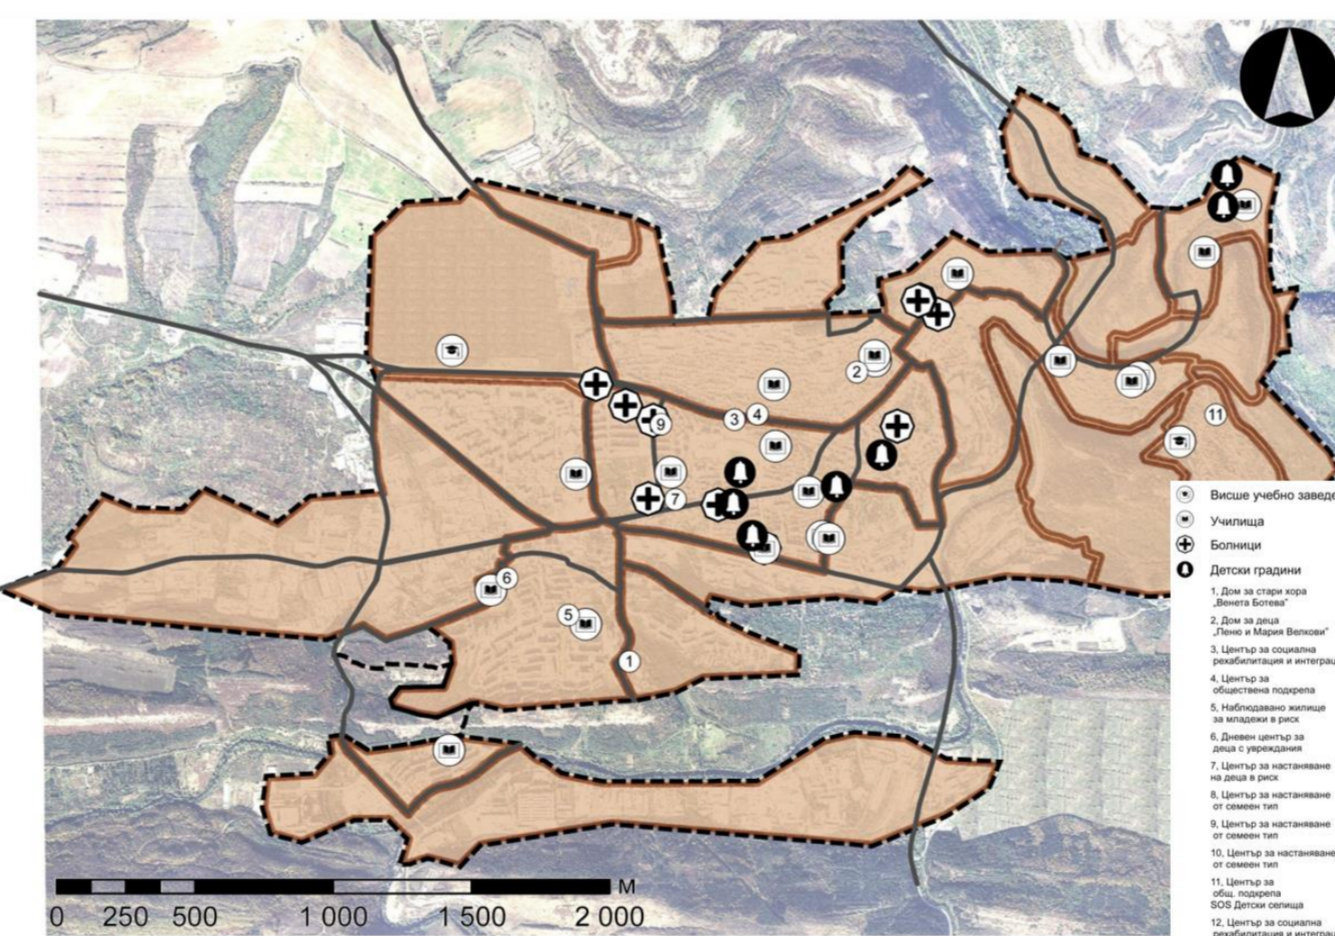 11
2
3
4
9
7
6
5
1
Висше учебно заведе
Училища
Болници
Детски градини
1, Дом за стари хора
„Венета Ботева"
2, Дом за деца
„Пеню и Мария Велкови"
3, Център за социална
рехабилитация и интеграц
4, Център за
обществена подкрепа
5, Наблюдавано жилище
за младежи в риск
6, Дневен център за
деца с увреждания
7, Център за настаняване
на деца в риск
8, Център за настаняване
от семеен тип
9, Център за настаняване
от семеен тип
10, Център за настаняване
от семеен тип
11, Център за
общ. подкрепа
SOS Детски селища
12, Център за социална
рехабилитация и интеграц
М
0 250 500 1 000 1 500 2 000